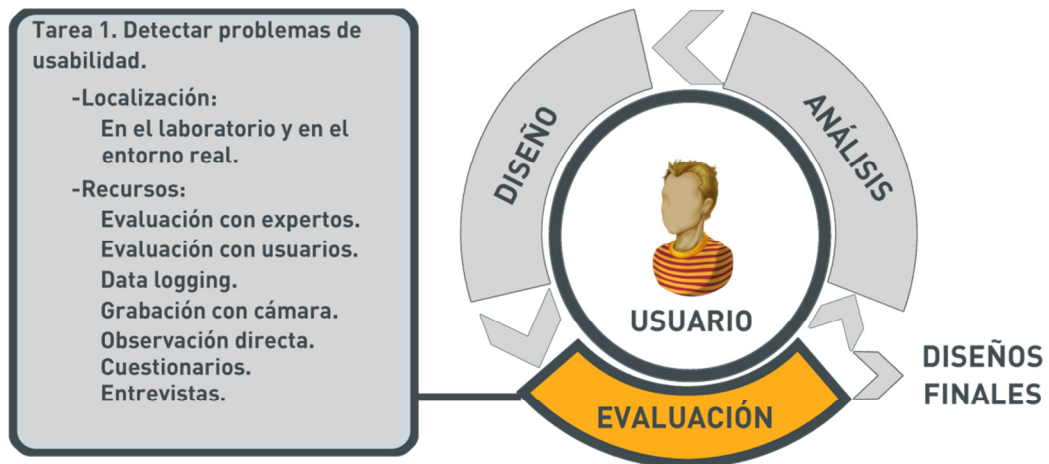 Tarea 1. Detectar problemas de
usabilidad.
-Localización:
En el laboratorio y en el
entorno real.
-Recursos:
Evaluación con expertos.
Evaluación con usuarios.
Data logging.
Grabación con cámara.
Observación directa.
Cuestionarios.
Entrevistas.
DISEÑO
ANÁLISIS
USUARIO
EVALUACIÓN
DISEÑOS
FINALES